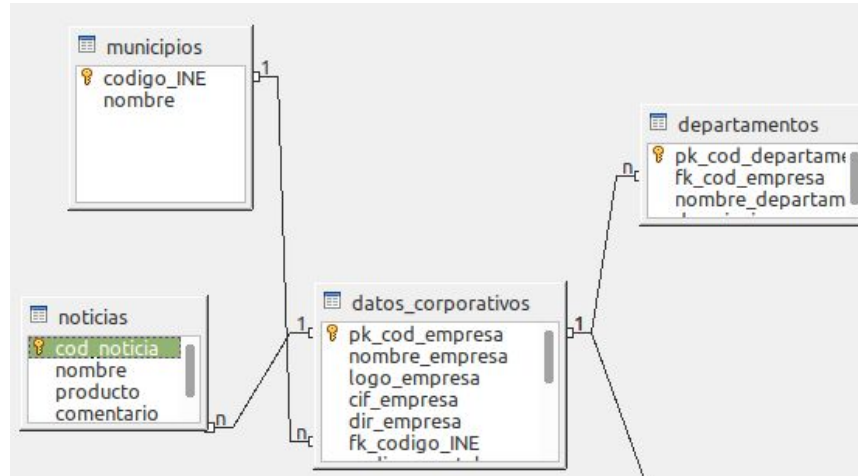 municipios
codigo_INE
nombre
1
departamentos
fk_cod_empresa
n
noticias
cod_noticia
nombre
producto
comentario
n
datos_corporativos
1
pk_cod_empresa
nombre_empresa
logo_empresa
cif_empresa
dir_empresa
fk_codigo_INE
n
1
pk_cod_departame
nombre_departam